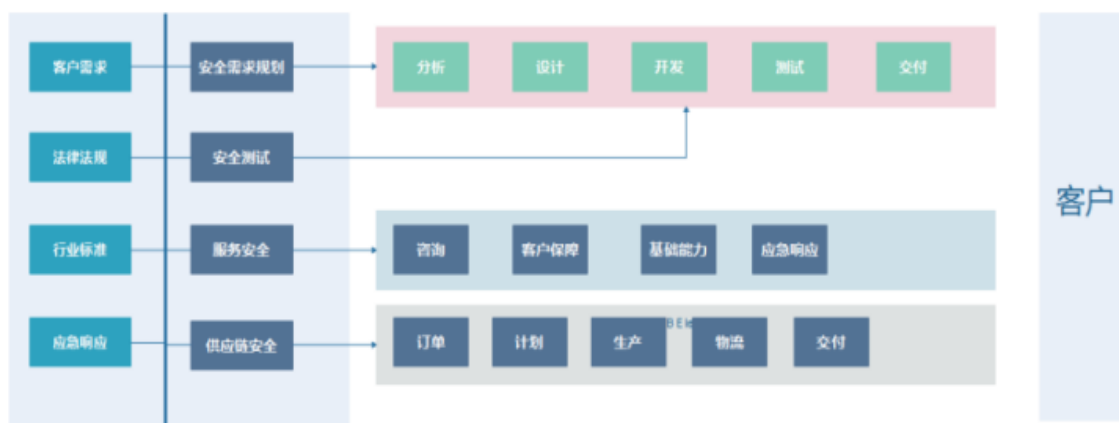 客户需求
安全需求规划
分析
设计
开发
测试
交付
法律法规
安全测试
客户
行业标准
服务安全
咨询
客户保障
基础能力
应急响应
应急响应
供应链安全
订单
计划
生产
物流
交付